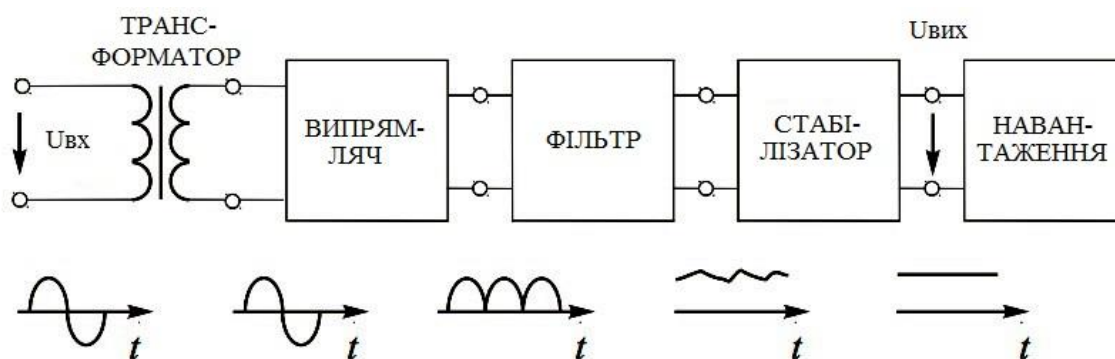 ТРАНС-
ФОРМАТОР
Uвх
ВИПРЯМ-
ЛЯЧ
ФІЛЬТР
СТАБІ-
ЛІЗАТОР
Uвих
НАВАН-
ТАЖЕННЯ
t
t
t
t
t